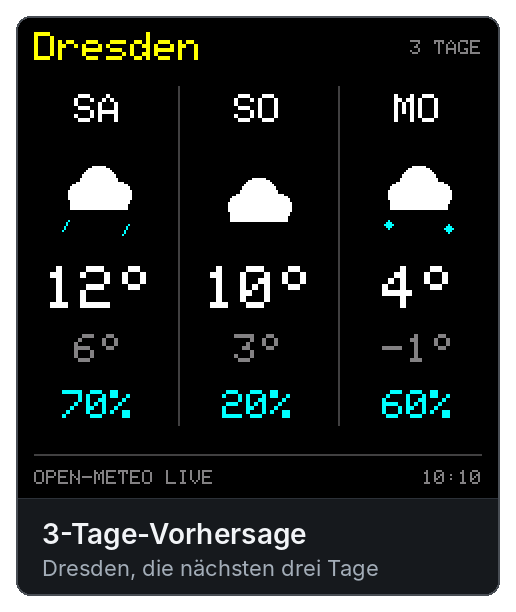 Dresden 3 TAGE
SA SO MO
12° 10° 4°
6° 3° -1°
70% 20% 60%
OPEN-METEO LIVE 10:10
3-Tage-Vorhersage
Dresden, die nächsten drei Tage